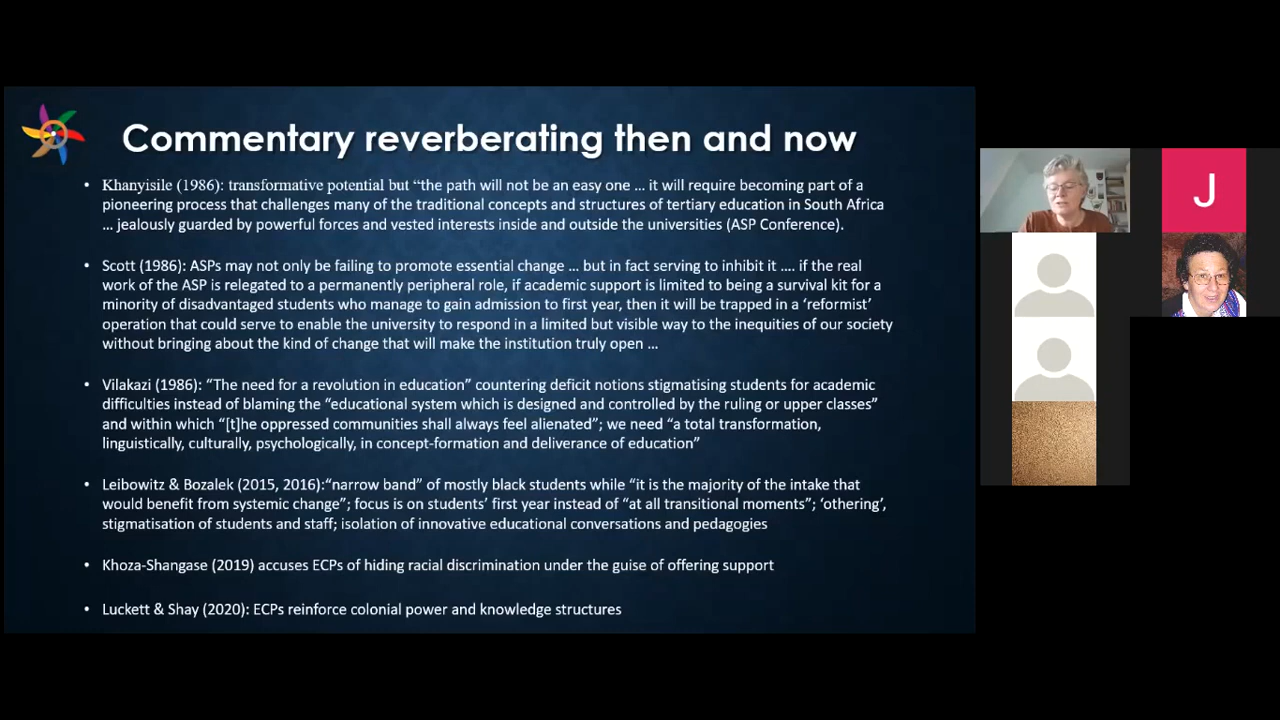 Commentary reverberating then and now
• Khanyisile (1986): transformative potential but “the path will not be an easy one … it will require becoming part of a
pioneering process that challenges many of the traditional concepts and structures of tertiary education in South Africa
… jealously guarded by powerful forces and vested interests inside and outside the universities (ASP Conference).
• Scott (1986): ASPs may not only be failing to promote essential change … but in fact serving to inhibit it …. if the real
work of the ASP is relegated to a permanently peripheral role, if academic support is limited to being a survival kit for a
minority of disadvantaged students who manage to gain admission to first year, then it will be trapped in a ‘reformist’
operation that could serve to enable the university to respond in a limited but visible way to the inequities of our society
without bringing about the kind of change that will make the institution truly open …
• Vilakazi (1986): “The need for a revolution in education” countering deficit notions stigmatising students for academic
difficulties instead of blaming the “educational system which is designed and controlled by the ruling or upper classes”
and within which “[t]he oppressed communities shall always feel alienated”; we need “a total transformation,
linguistically, culturally, psychologically, in concept-formation and deliverance of education”
• Leibowitz & Bozalek (2015, 2016):“narrow band” of mostly black students while “it is the majority of the intake that
would benefit from systemic change”; focus is on students’ first year instead of “at all transitional moments”; ‘othering’,
stigmatisation of students and staff; isolation of innovative educational conversations and pedagogies
• Khoza-Shangase (2019) accuses ECPs of hiding racial discrimination under the guise of offering support
• Luckett & Shay (2020): ECPs reinforce colonial power and knowledge structures
J